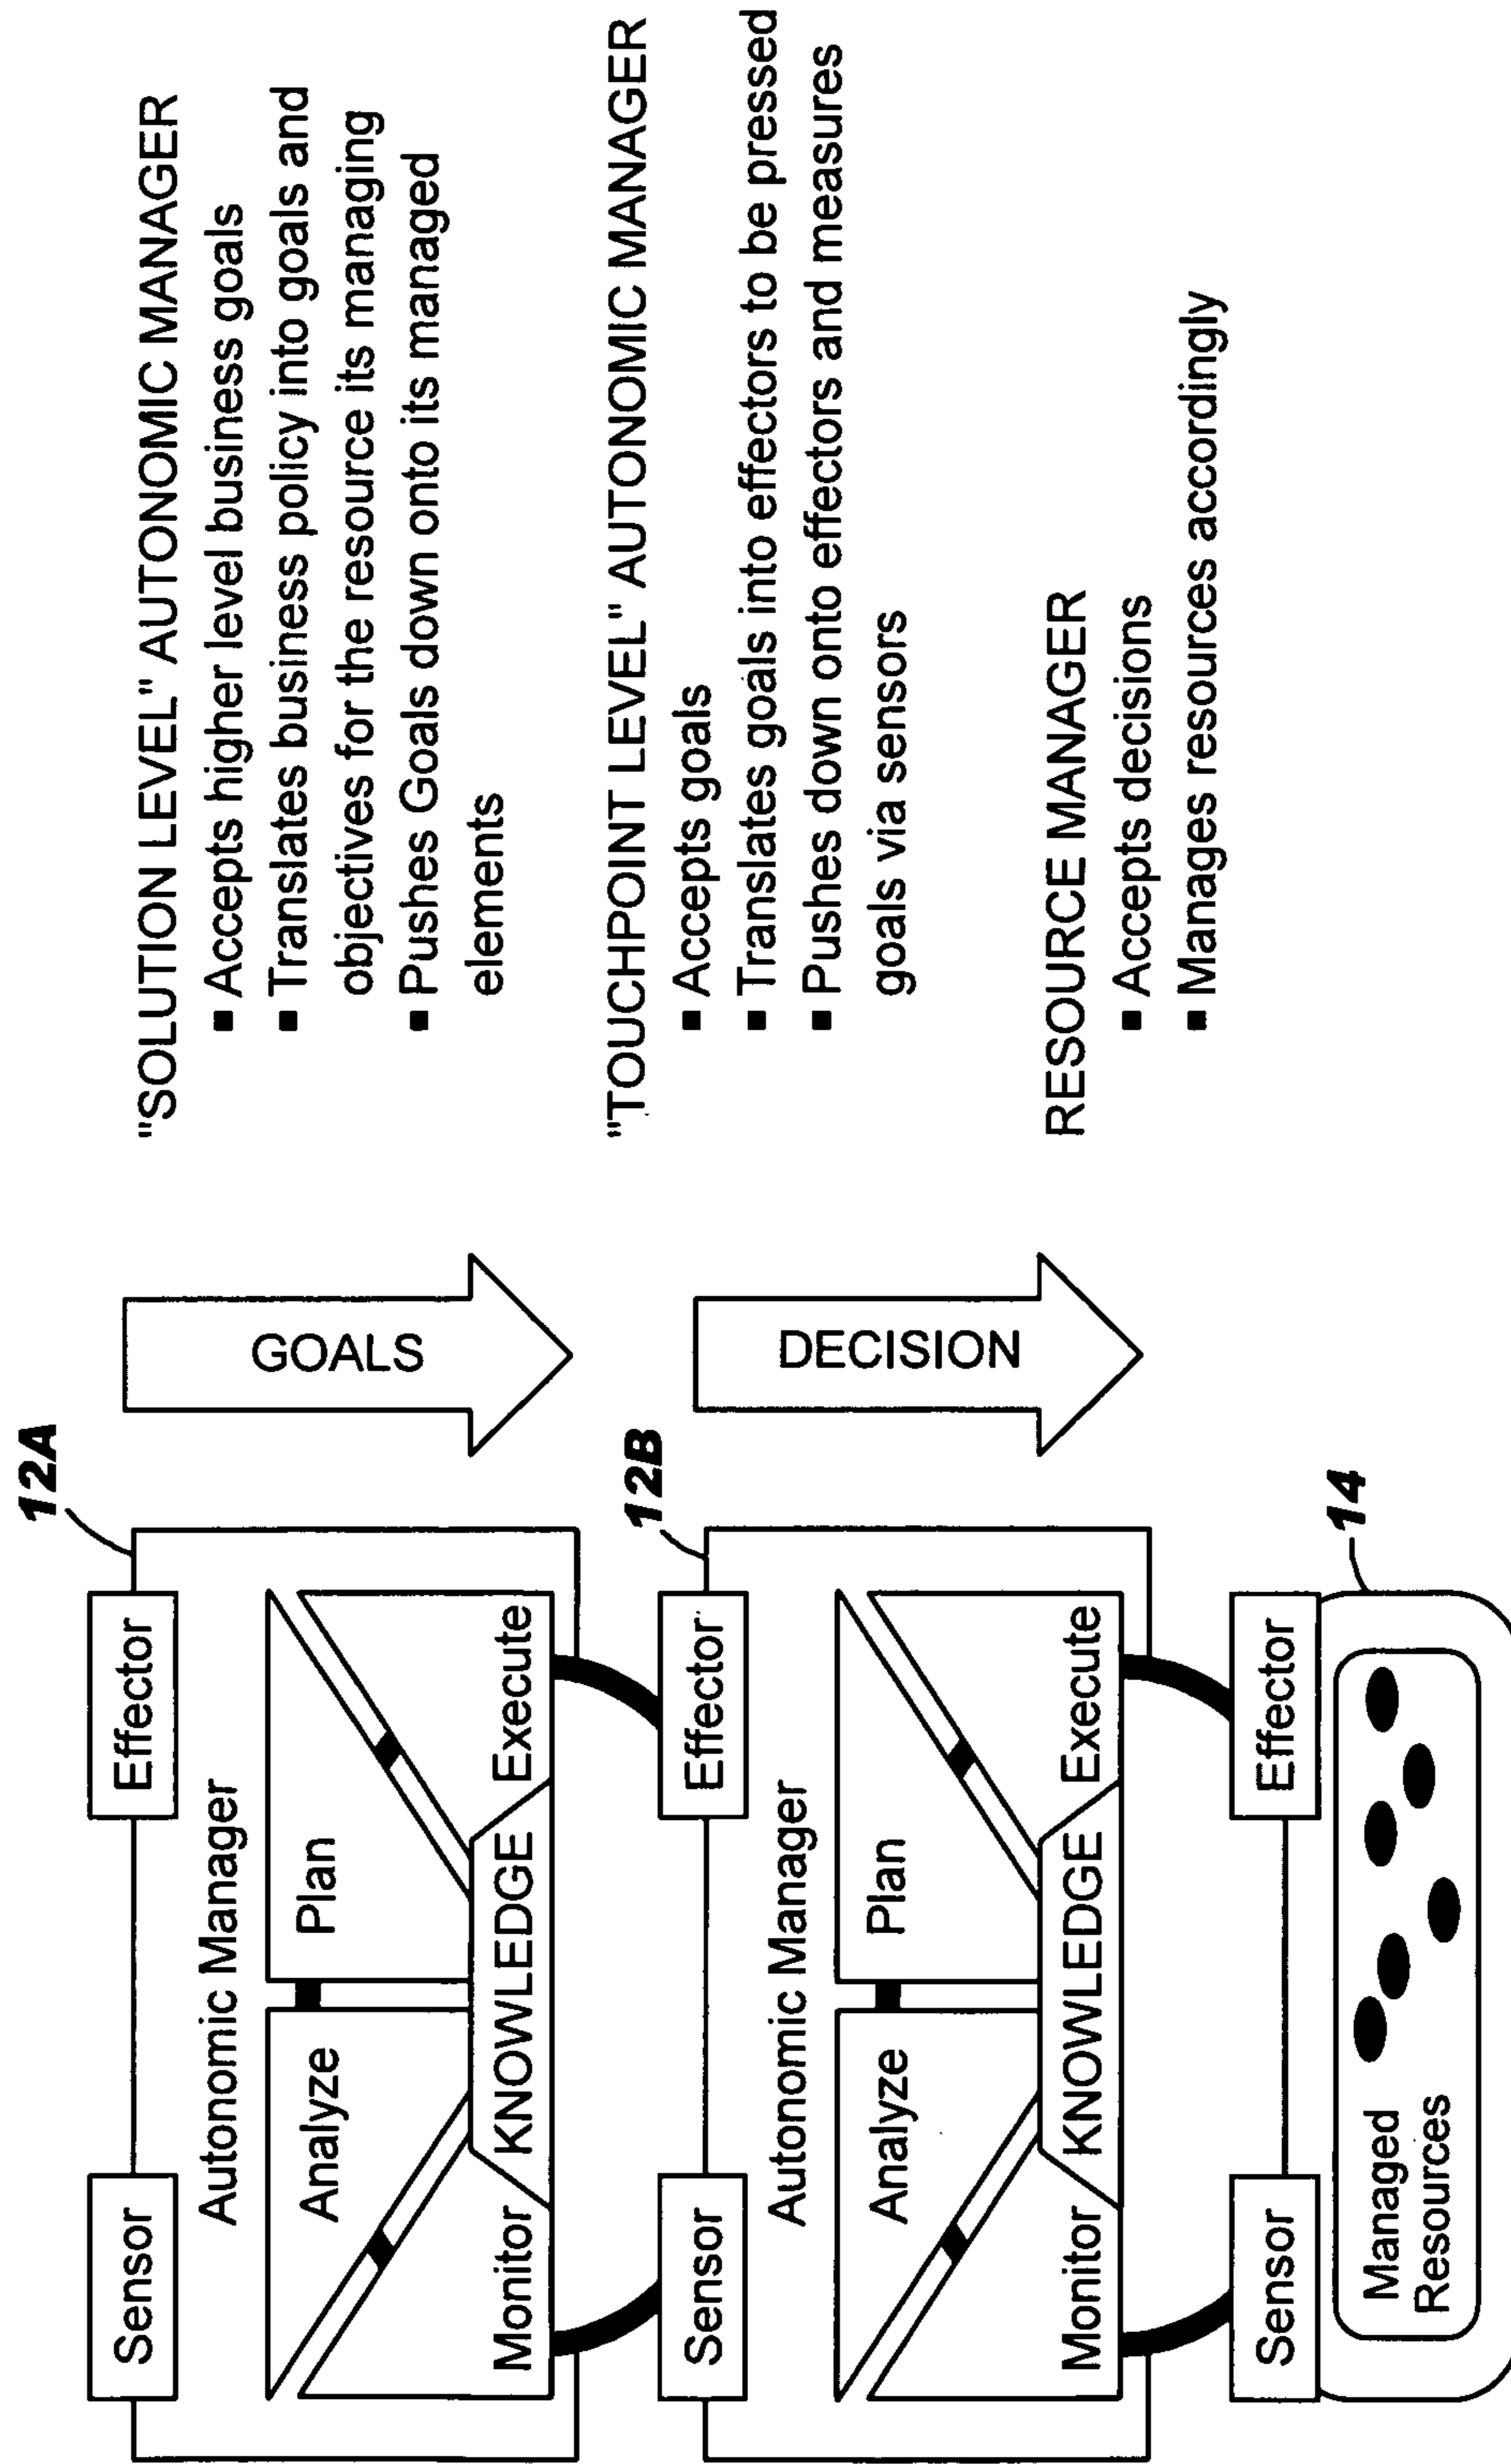 12A
Sensor
Effector
Autonomic Manager
Analyze
Plan
Monitor
KNOWLEDGE
Execute
GOALS
"SOLUTION LEVEL" AUTONOMIC MANAGER
▪ Accepts higher level business goals
▪ Translates business policy into goals and
objectives for the resource its managing
▪ Pushes Goals down onto its managed
elements
12B
Sensor
Effector
Autonomic Manager
Analyze
Plan
Monitor
KNOWLEDGE
Execute
DECISION
"TOUCHPOINT LEVEL" AUTONOMIC MANAGER
▪ Accepts goals
▪ Translates goals into effectors to be pressed
▪ Pushes down onto effectors and measures
goals via sensors
Sensor
Effector
14
Managed
Resources
RESOURCE MANAGER
▪ Accepts decisions
▪ Manages resources accordingly